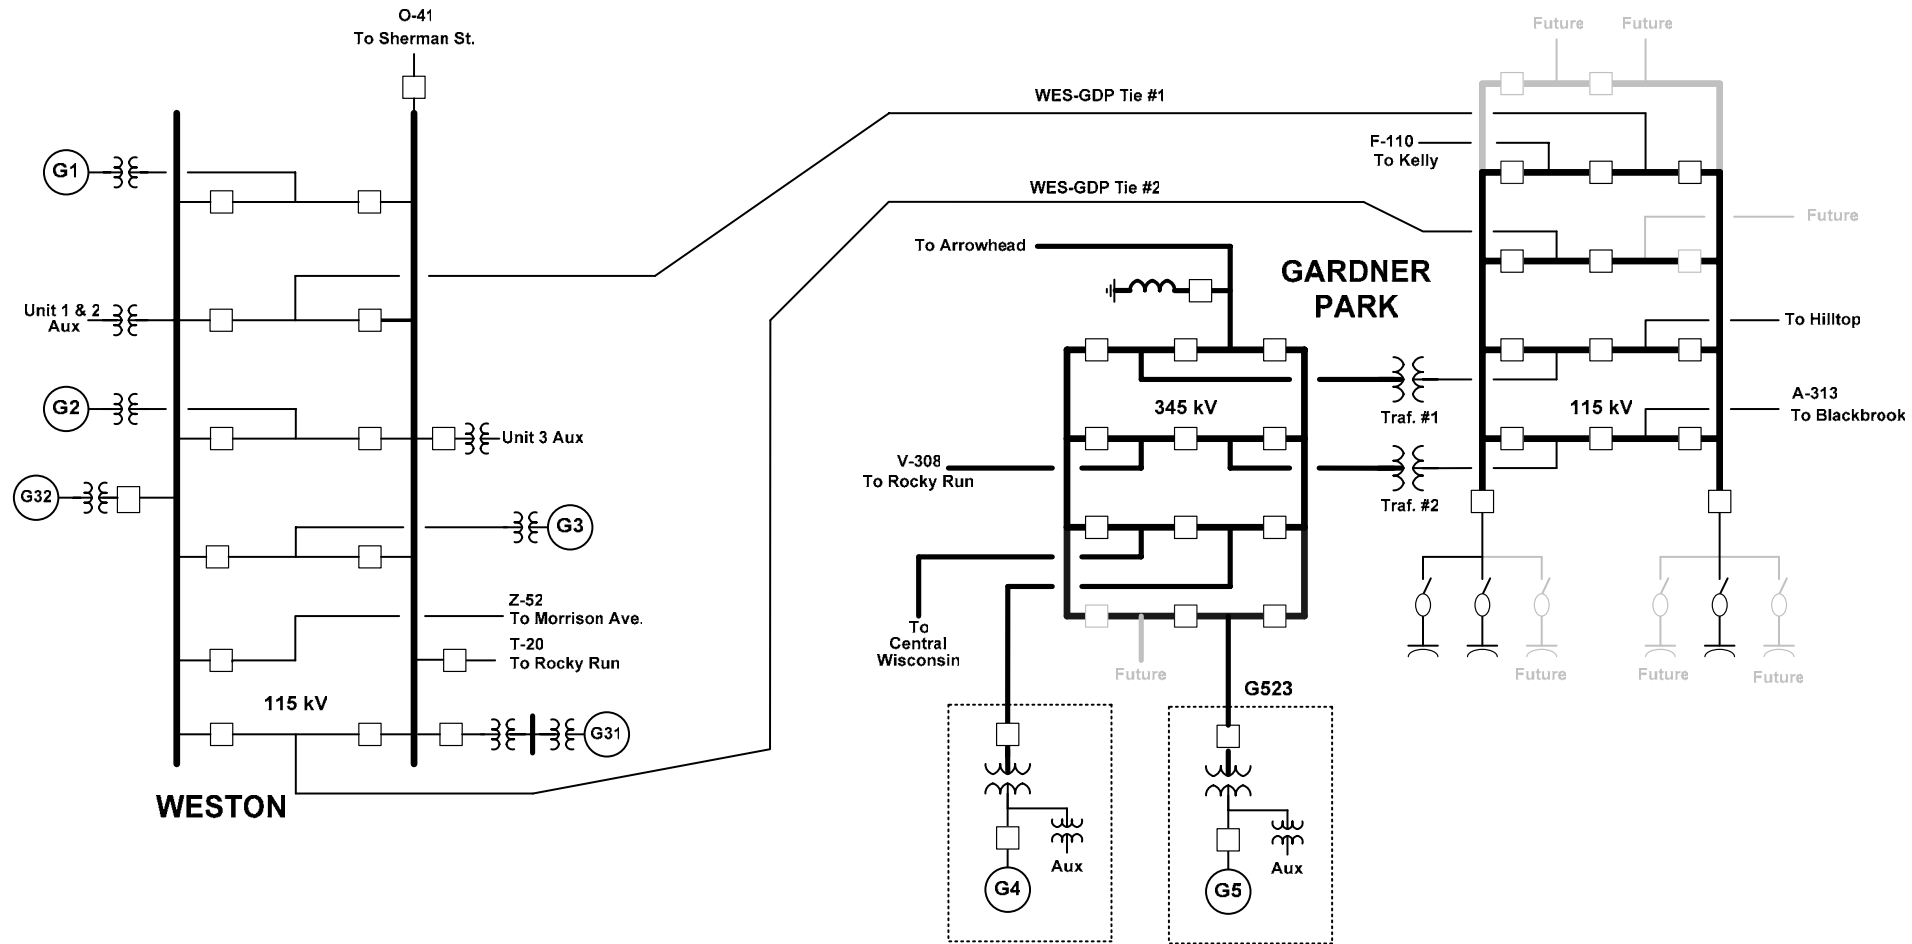 O-41
To Sherman St.
G1
Unit 1 & 2
Aux
G2
Unit 3 Aux
G32
G3
Z-52
To Morrison Ave.
T-20
To Rocky Run
115 kV
G31
WESTON
WES-GDP Tie #1
WES-GDP Tie #2
To Arrowhead
GARDNER
PARK
345 kV
V-308
To Rocky Run
To
Central
Wisconsin
Future
G523
Aux
G4
Aux
G5
Traf. #1
Traf. #2
Future
Future
F-110
To Kelly
Future
To Hilltop
115 kV
A-313
To Blackbrook
Future
Future
Future